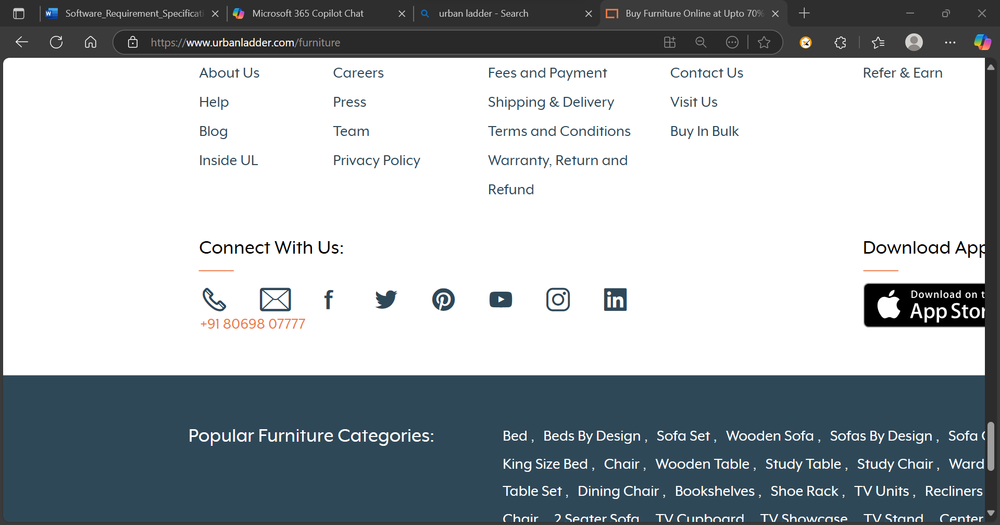 Software_Requirement_Specificati
Microsoft 365 Copilot Chat
urban ladder - Search
Buy Furniture Online at Upto 70%
https://www.urbanladder.com/furniture
About Us Careers Fees and Payment Contact Us Refer & Earn
Help Press Shipping & Delivery Visit Us
Blog Team Terms and Conditions Buy In Bulk
Inside UL Privacy Policy Warranty, Return and
Refund
Connect With Us:
Download App
+91 80698 07777
Download on t
App Stor
Popular Furniture Categories:
Bed , Beds By Design , Sofa Set , Wooden Sofa , Sofas By Design , Sofa
King Size Bed , Chair , Wooden Table , Study Table , Study Chair , Ward
Table Set , Dining Chair , Bookshelves , Shoe Rack , TV Units , Recliners
Chair 2 Seater Sofa TV Cupboard TV Showcase TV Stand Center